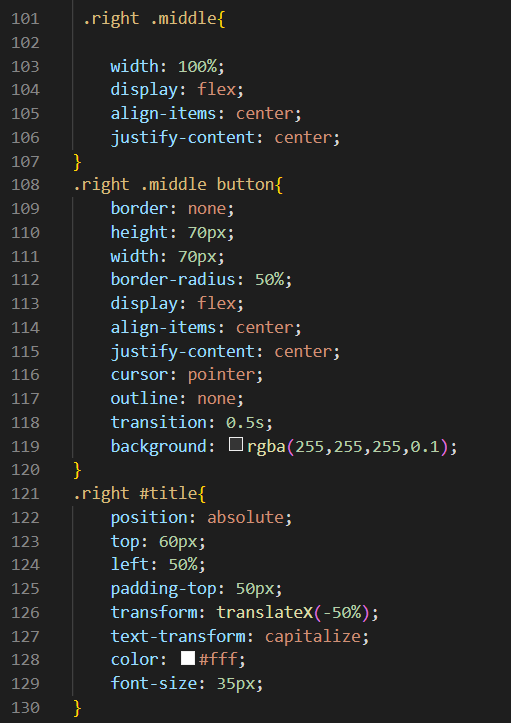 101 .right .middle{
102
103 width: 100%;
104 display: flex;
105 align-items: center;
106 justify-content: center;
107 }
108 .right .middle button{
109 border: none;
110 height: 70px;
111 width: 70px;
112 border-radius: 50%;
113 display: flex;
114 align-items: center;
115 justify-content: center;
116 cursor: pointer;
117 outline: none;
118 transition: 0.5s;
119 background: rgba(255,255,255,0.1);
120 }
121 .right #title{
122 position: absolute;
123 top: 60px;
124 left: 50%;
125 padding-top: 50px;
126 transform: translateX(-50%);
127 text-transform: capitalize;
128 color: #fff;
129 font-size: 35px;
130 }